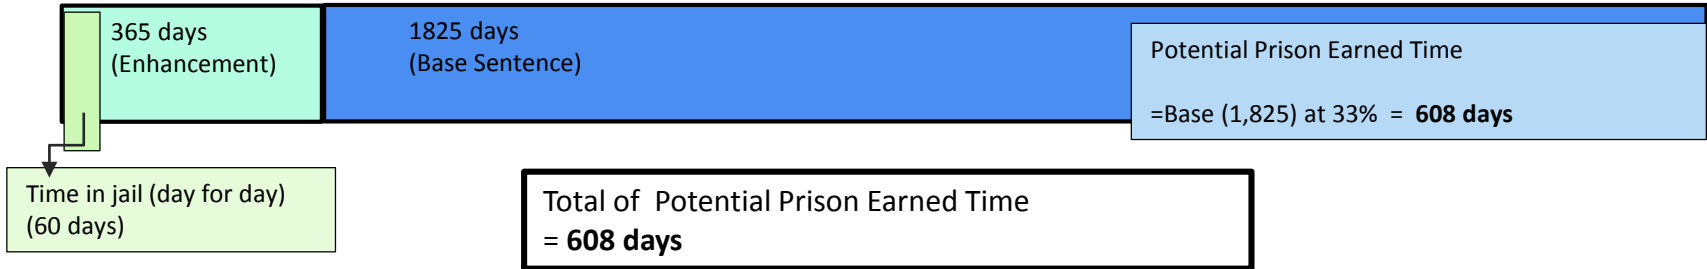 365 days
(Enhancement)
1825 days
(Base Sentence)
Potential Prison Earned Time
=Base (1,825) at 33% = 608 days
Time in jail (day for day)
(60 days)
Total of Potential Prison Earned Time
= 608 days